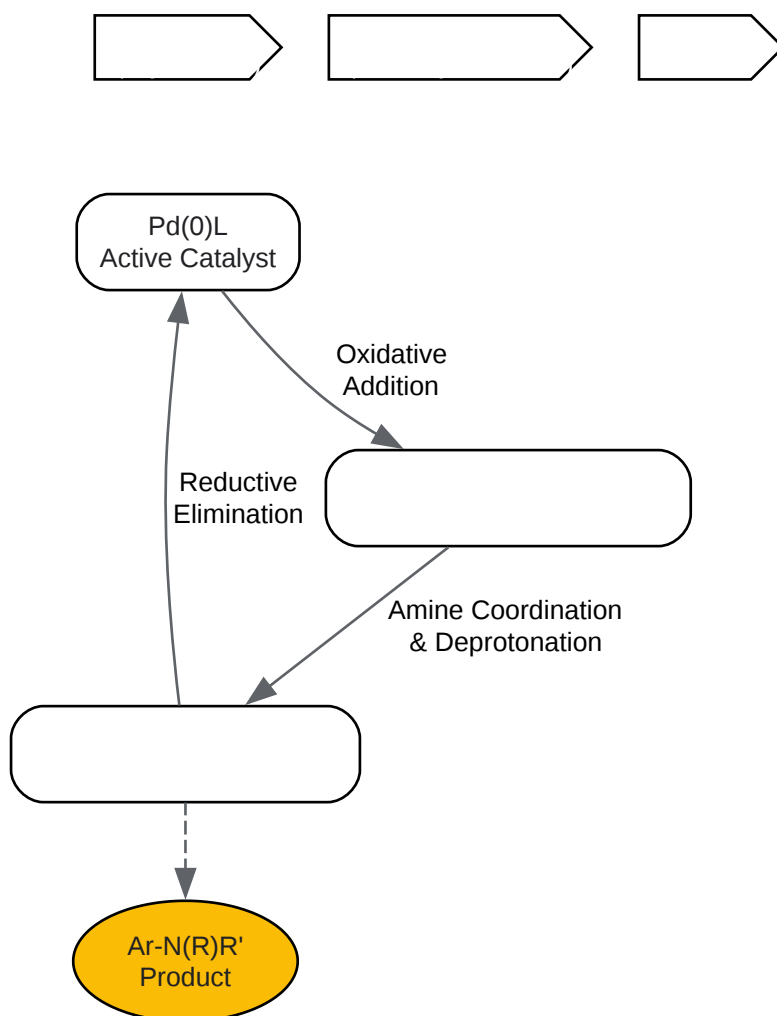 Pd(0)L
Active Catalyst
Oxidative
Addition
Reductive
Elimination
Amine Coordination
& Deprotonation
Ar-N(R)R'
Product